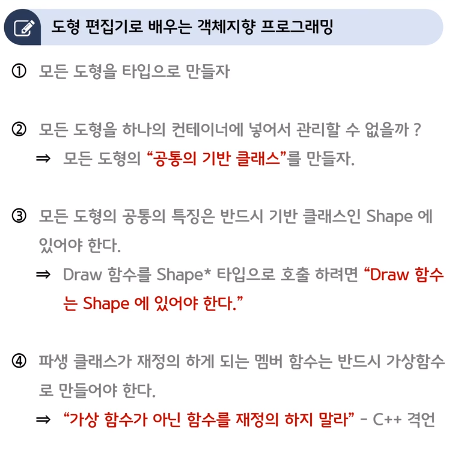 도형 편집기로 배우는 객체지향 프로그래밍
① 모든 도형을 타입으로 만들자
② 모든 도형을 하나의 컨테이너에 넣어서 관리할 수 없을까 ?
⇒ 모든 도형의 “공통의 기반 클래스”를 만들자.
③ 모든 도형의 공통의 특징은 반드시 기반 클래스인 Shape 에
있어야 한다.
⇒ Draw 함수를 Shape* 타입으로 호출 하려면 “Draw 함수
는 Shape 에 있어야 한다.”
④ 파생 클래스가 재정의 하게 되는 멤버 함수는 반드시 가상함수
로 만들어야 한다.
⇒ “가상 함수가 아닌 함수를 재정의 하지 말라” - C++ 격언